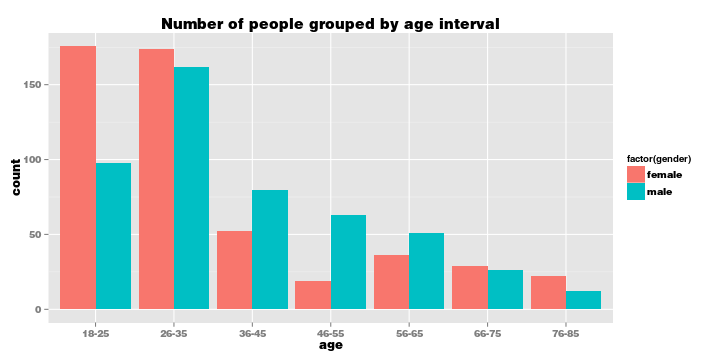 Number of people grouped by age interval
count
150
100
50
0
18-25 26-35 36-45 46-55 56-65 66-75 76-85
age
factor(gender)
female
male